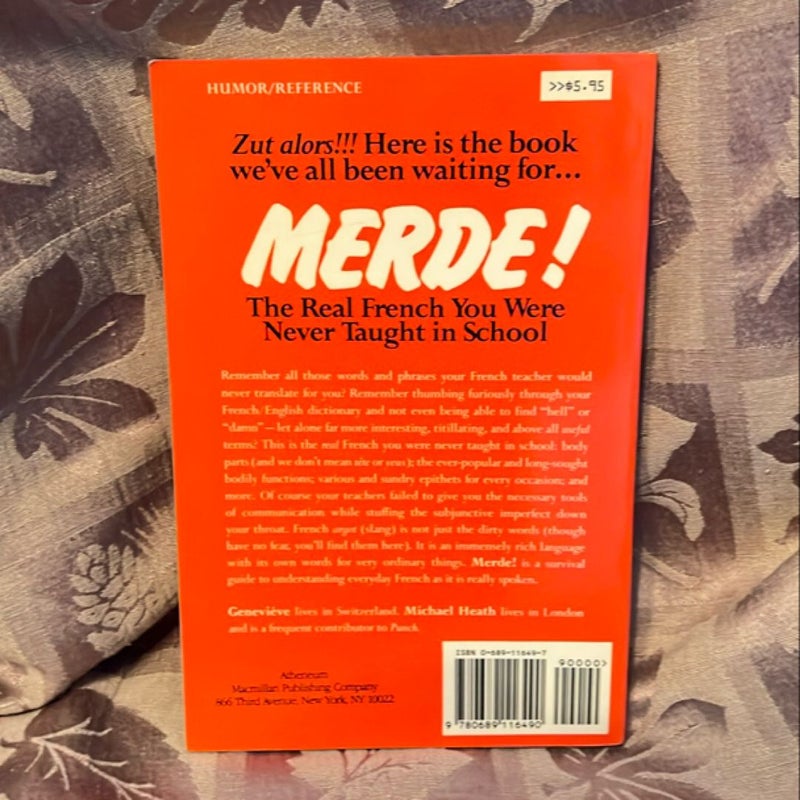 HUMOR/REFERENCE
>>$5.95
Zut alors!!! Here is the book
we've all been waiting for...
MERDE!
The Real French You Were
Never Taught in School
Remember all those words and phrases your French teacher would
never translate for you? Remember thumbing furiously through your
French/English dictionary and not even being able to find "hell" or
"damn"—let alone far more interesting, titillating, and above all useful
terms? This is the real French you were never taught in school: body
parts (and we don't mean tête or yeux); the ever-popular and long-sought
bodily functions; various and sundry epithets for every occasion; and
more. Of course your teachers failed to give you the necessary tools
of communication while stuffing the subjunctive imperfect down
your throat. French argot (slang) is not just the dirty words (though
have no fear, you'll find them here). It is an immensely rich language
with its own words for very ordinary things. Merde! is a survival
guide to understanding everyday French as it is really spoken.
Geneviève lives in Switzerland. Michael Heath lives in London
and is a frequent contributor to Punch.
ISBN 0-689-11649-7
90000>
Atheneum
Macmillan Publishing Company
866 Third Avenue, New York, NY 10022
9 780689 116490